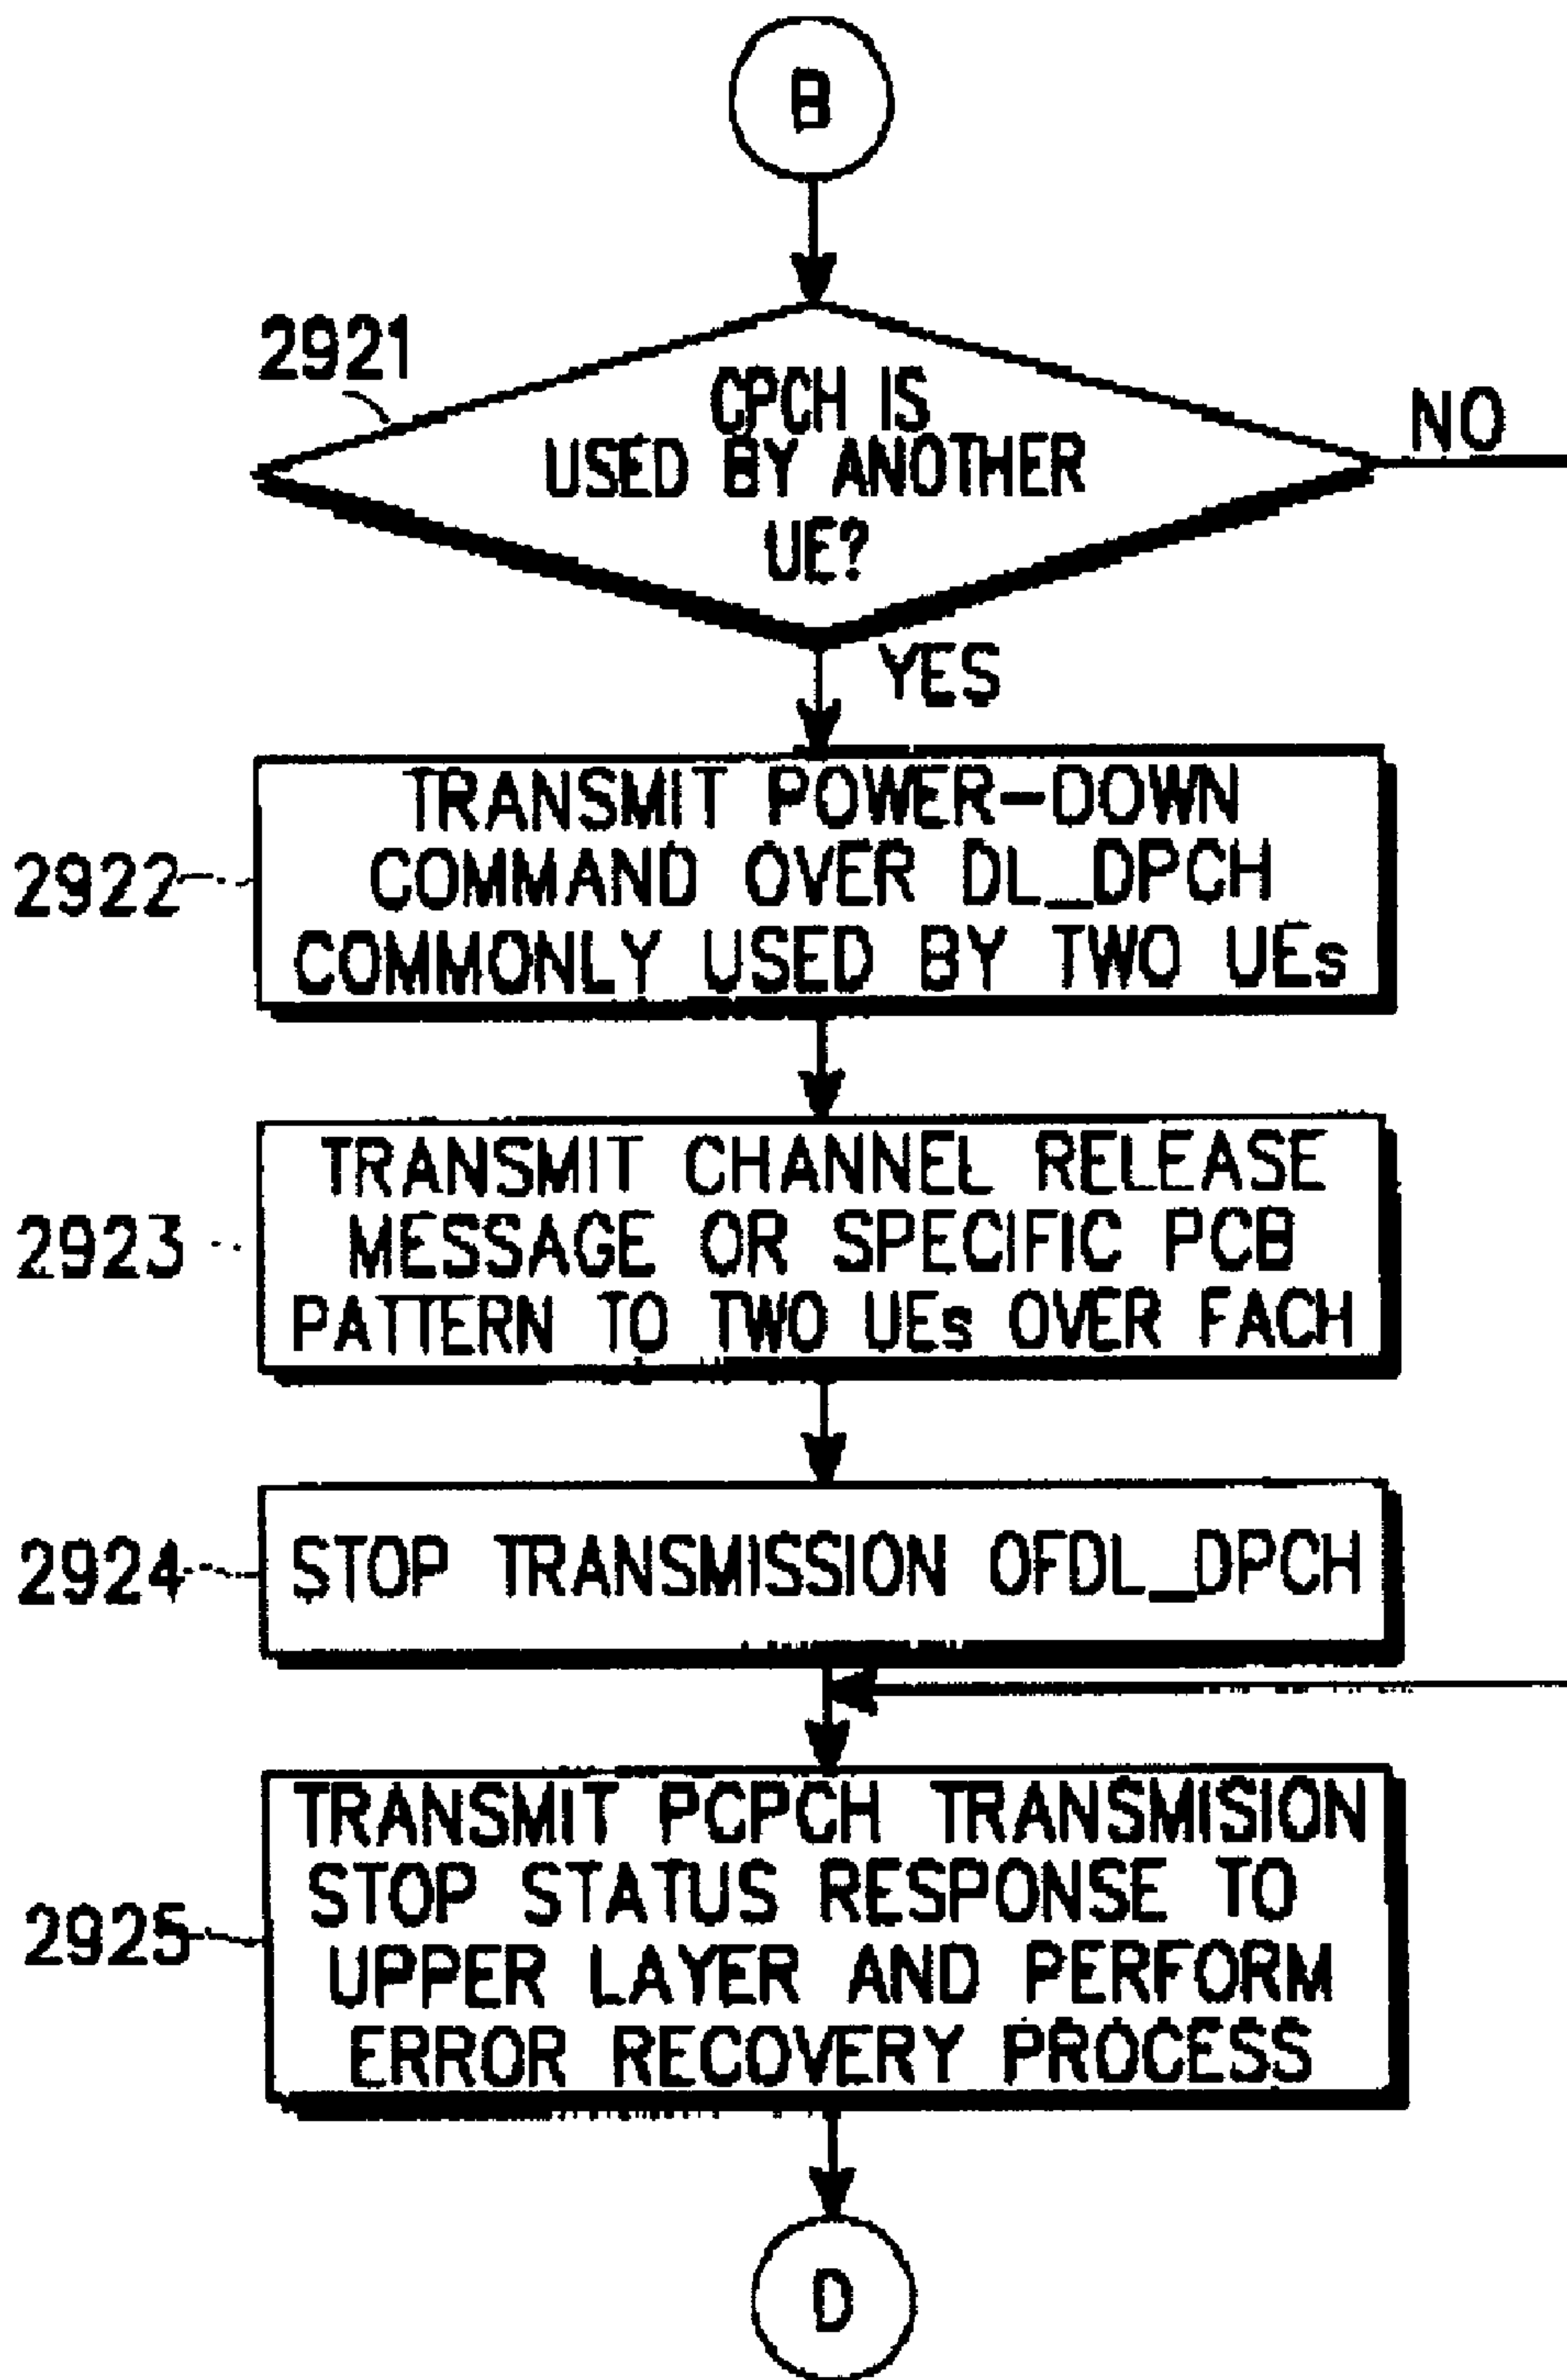 B
2921
CPCH IS
USED BY ANOTHER
UE?
NO
YES
2922
TRANSMIT POWER-DOWN
COMMAND OVER DL_DPCH
COMMONLY USED BY TWO UEs
2923
TRANSMIT CHANNEL RELEASE
MESSAGE OR SPECIFIC PCB
PATTERN TO TWO UEs OVER FACH
2924
STOP TRANSMISSION OFDL_DPCH
2925
TRANSMIT PCPCH TRANSMISION
STOP STATUS RESPONSE TO
UPPER LAYER AND PERFORM
ERROR RECOVERY PROCESS
D